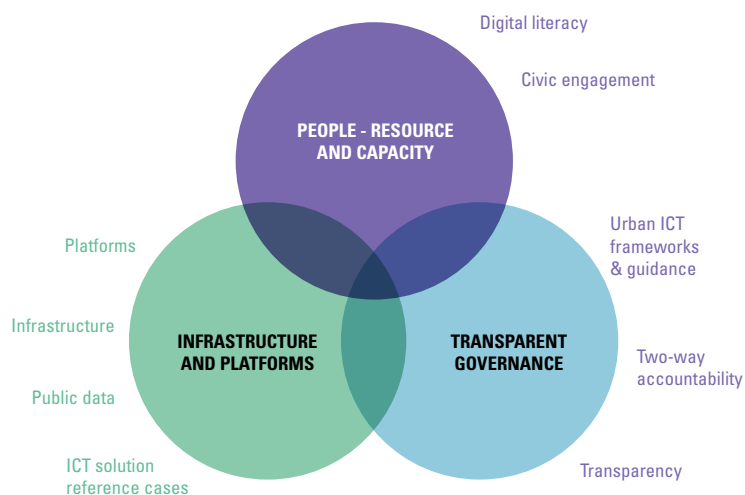 Digital literacy
Civic engagement
PEOPLE - RESOURCE
AND CAPACITY
Urban ICT
frameworks
& guidance
Platforms
Infrastructure
INFRASTRUCTURE
AND PLATFORMS
TRANSPARENT
GOVERNANCE
Two-way
accountability
Public data
ICT solution
reference cases
Transparency